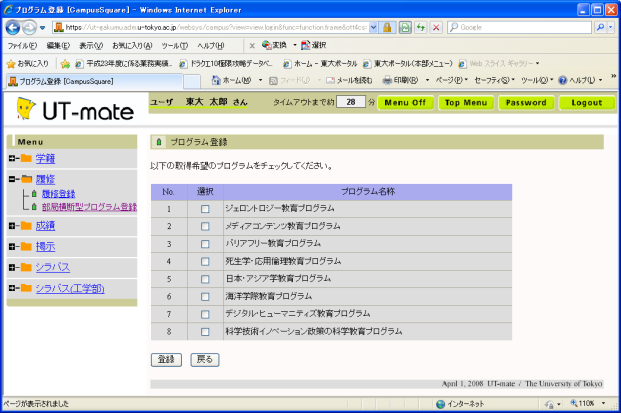 プログラム登録 [CampusSquare] - Windows Internet Explorer
ファイル(F) 編集(E) 表示(V) お気に入り(A) ツール(T) ヘルプ(H) x 変換 選択
お気に入り 平成23年度に係る業務実績... ドラクエ10極限攻略データベ... ホーム - 東大ポータル 東大ポータル(本部メニュー) Web スライス ギャラリー
プログラム登録 [CampusSquare] ホーム(M) フィード(J) メールを読む 印刷(R) ページ(P) セーフティ(S) ツール(O) ヘルプ(L)
UT-mate
ユーザ 東大 太郎 さん タイムアウトまで約 28 分 Menu Off Top Menu Password Logout
Menu
学籍
履修
履修登録
部局横断型プログラム登録
成績
掲示
シラバス
シラバス(工学部)
プログラム登録
以下の取得希望のプログラムをチェックしてください。
No. 選択 プログラム名称
1 ジェロントロジー教育プログラム
2 メディアコンテンツ教育プログラム
3 バリアフリー教育プログラム
4 死生学・応用倫理教育プログラム
5 日本・アジア学教育プログラム
6 海洋学際教育プログラム
7 デジタル・ヒューマニティズ教育プログラム
8 科学技術イノベーション政策の科学教育プログラム
登録 戻る
April 1, 2008 UT-mate / The University of Tokyo
ページが表示されました インターネット 110%